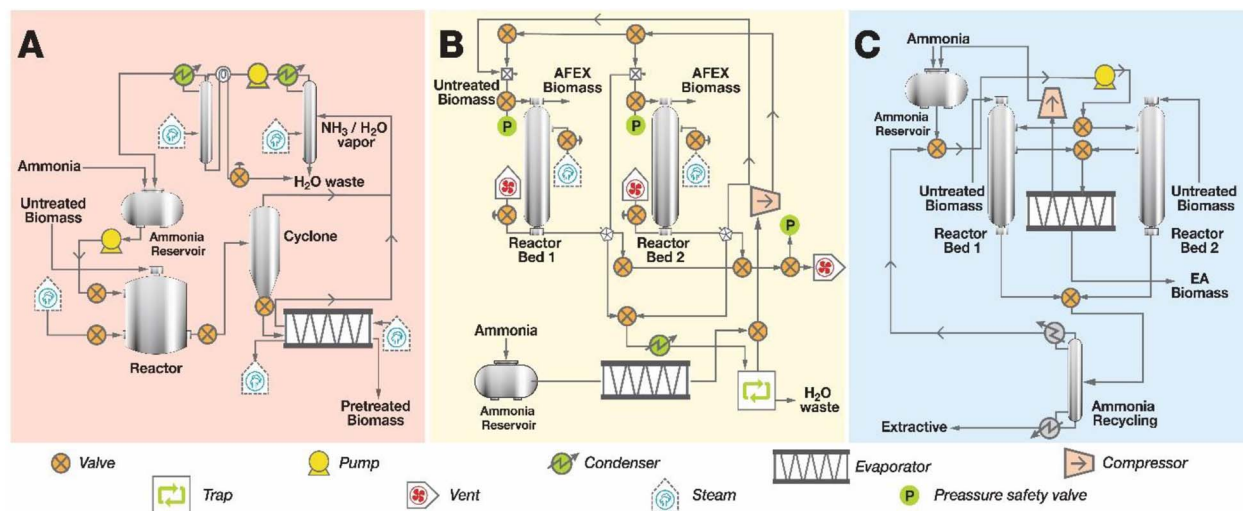 A
NH3 / H2O
vapor
H2O waste
Ammonia
Untreated
Biomass
Ammonia
Reservoir
Cyclone
Reactor
Pretreated
Biomass
B
Untreated
Biomass
AFEX
Biomass
AFEX
Biomass
P
P
Reactor
Bed 1
Reactor
Bed 2
P
Ammonia
Ammonia
Reservoir
H2O
waste
C
Ammonia
Ammonia
Reservoir
Untreated
Biomass
Untreated
Biomass
Reactor
Bed 1
Reactor
Bed 2
EA
Biomass
Ammonia
Recycling
Extractive
Valve
Pump
Condenser
Evaporator
Compressor
Trap
Vent
Steam
P
Preassure safety valve